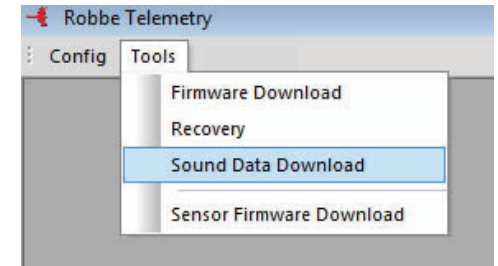 Robbe Telemetry
Config Tools
Firmware Download
Recovery
Sound Data Download
Sensor Firmware Download